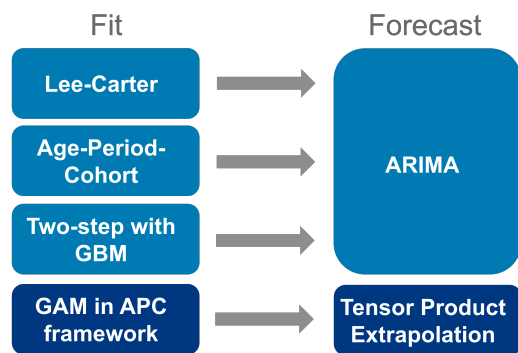 Fit
Forecast
Lee-Carter
Age-Period-
Cohort
Two-step with
GBM
ARIMA
GAM in APC
framework
Tensor Product
Extrapolation